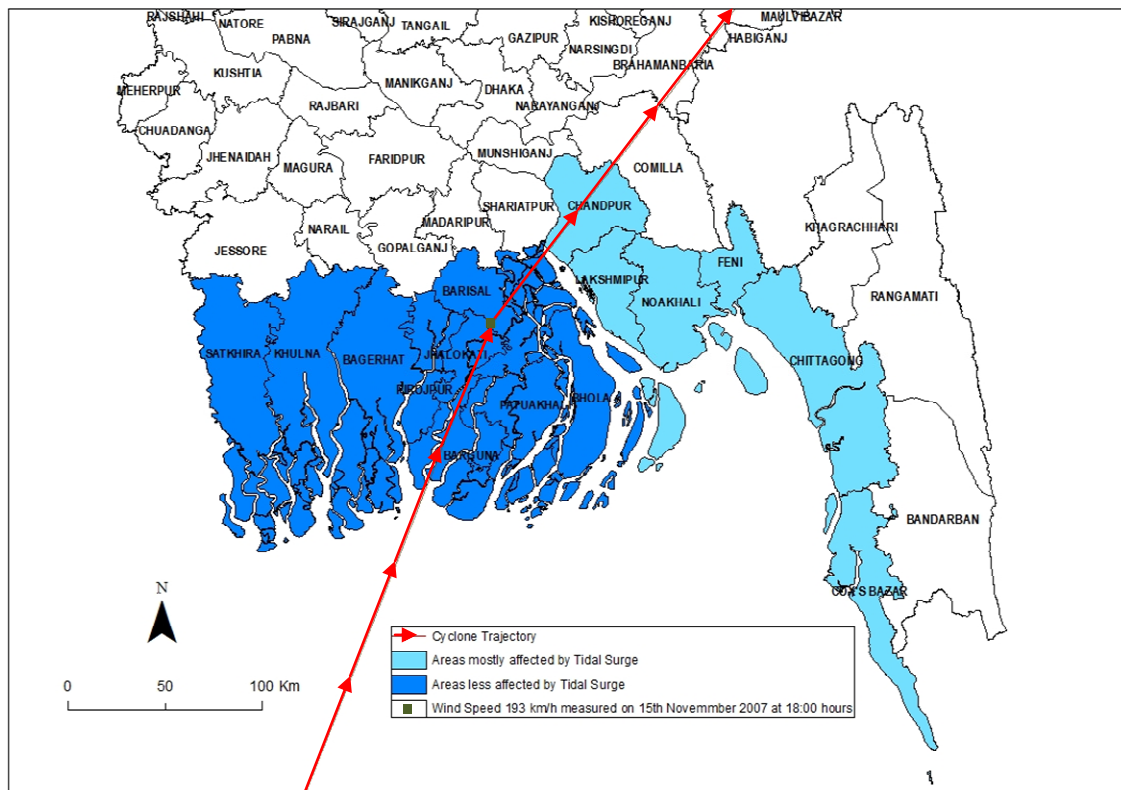 RAJSHAHI
NATORE
SIRAJGANJ
TANGAIL
KISHOREGANJ
MAULVIBAZAR
PABNA
GAZIPUR
NARSINGDI
HABIGANJ
BRAHAMANBARIA
KUSHTIA
MANIKGANJ
DHAKA
MEHERPUR
RAJBARI
NARAYANGANJ
CHUADANGA
JHENAIDAH
MAGURA
FARIDPUR
MUNSHIGANJ
COMILLA
SHARIATPUR
CHANDPUR
NARAIL
MADARIPUR
KHAGRACHHARI
JESSORE
GOPALGANJ
FENI
LAKSHMIPUR
BARISAL
NOAKHALI
RANGAMATI
SATKHIRA
KHULNA
BAGERHAT
JHALOKATI
CHITTAGONG
PIROJPUR
PATUAKHAL
BHOLA
BARGUNA
BANDARBAN
COX'S BAZAR
N
Cyclone Trajectory
Areas mostly affected by Tidal Surge
Areas less affected by Tidal Surge
Wind Speed 193 km/h measured on 15th Novemmber 2007 at 18:00 hours
0 50 100 Km